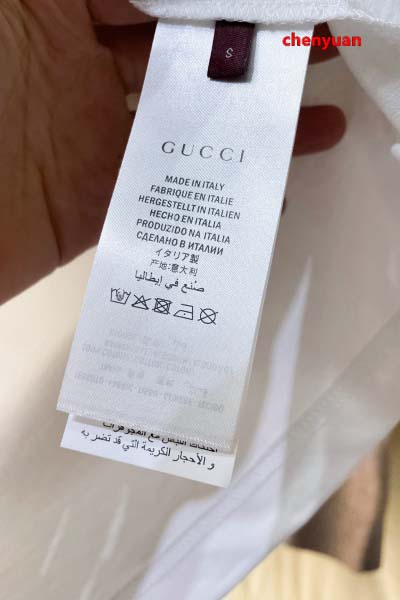 chenyuan
S
GUCCI
MADE IN ITALY
FABRIQUE EN ITALIE
HERGESTELLT IN ITALIEN
HECHO EN ITALIA
PRODUZIDO NA ITALIA
СДЕЛАНО В ИТАЛИИ
イタリア製
产地:意大利
صنع في إيطاليا
مع المجوهرات
و الأحجار الكريمة التي قد تضر به